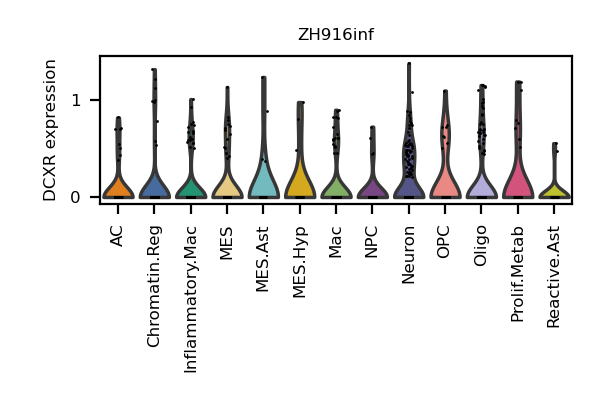 ZH916inf
DCXR expression
1
0
AC
Chromatin.Reg
Inflammatory.Mac
MES
MES.Ast
MES.Hyp
Mac
NPC
Neuron
OPC
Oligo
Prolif.Metab
Reactive.Ast